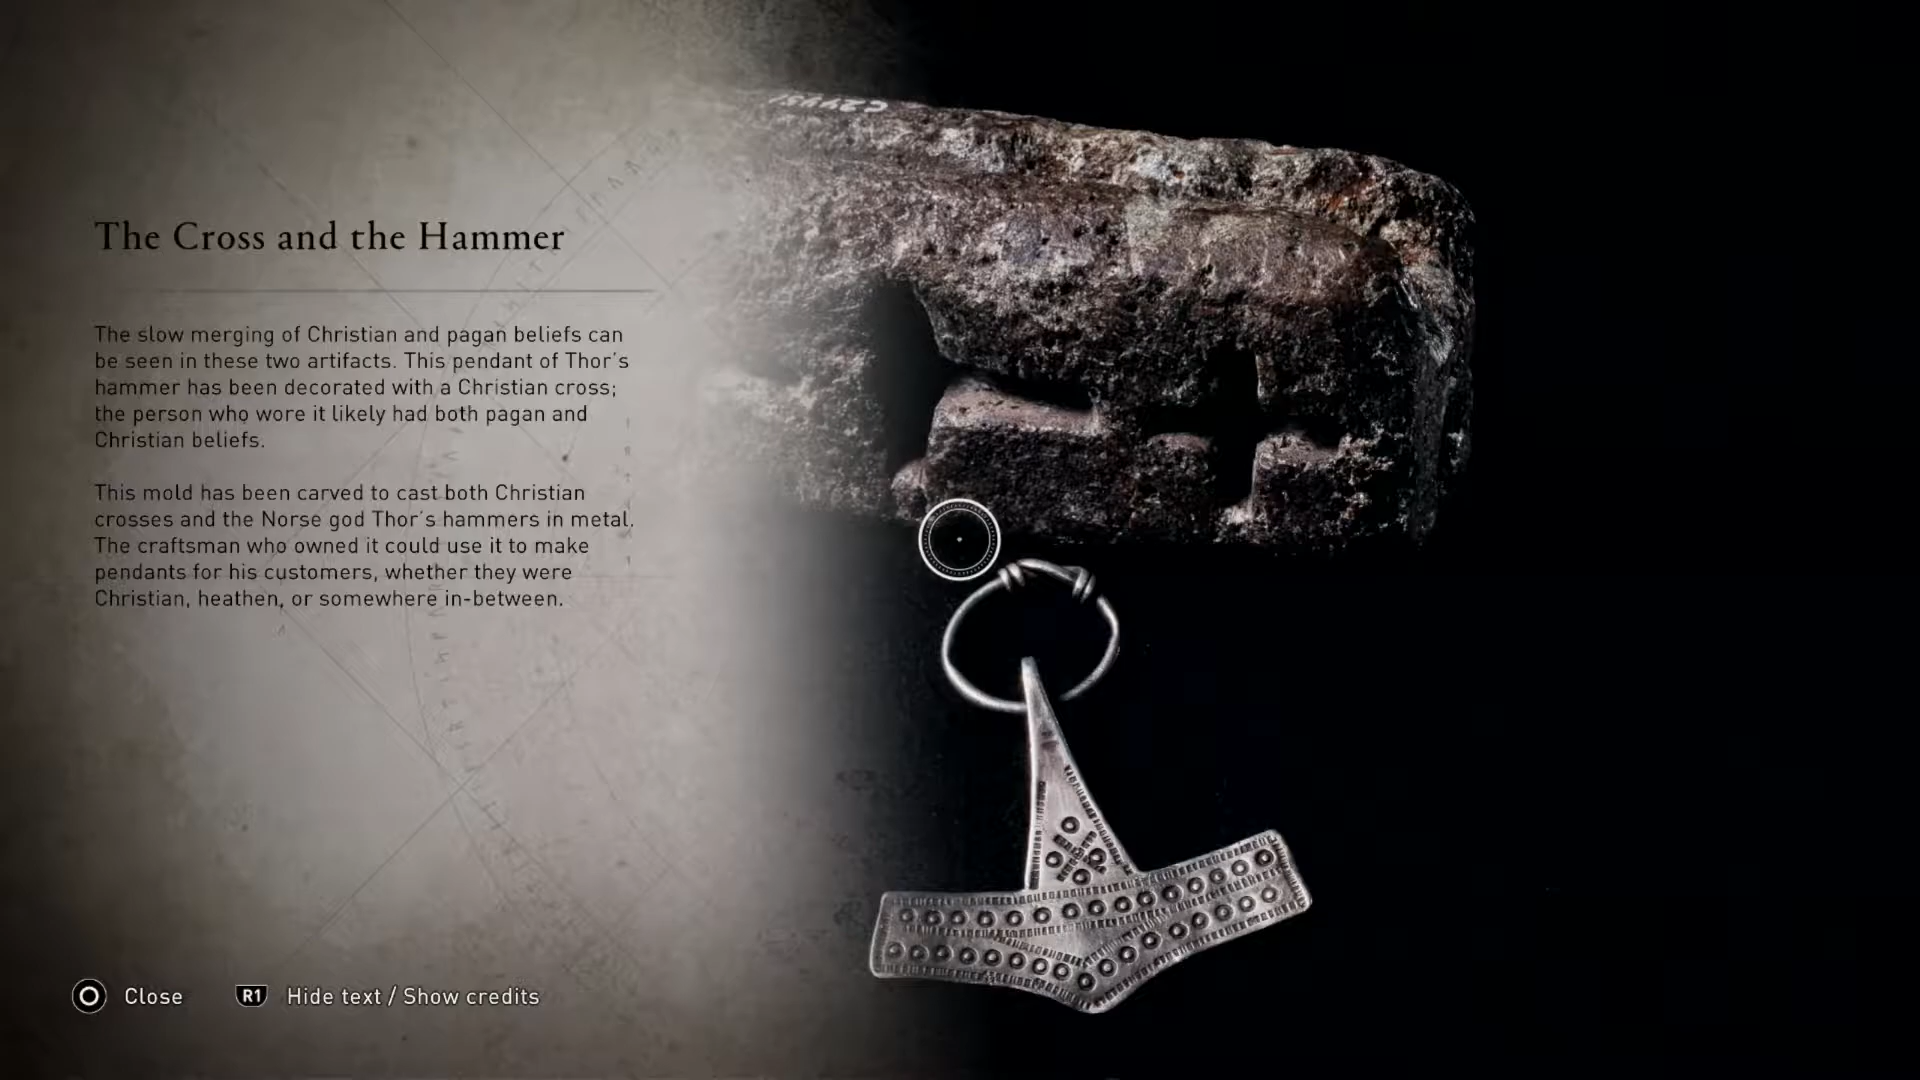 The Cross and the Hammer
The slow merging of Christian and pagan beliefs can
be seen in these two artifacts. This pendant of Thor's
hammer has been decorated with a Christian cross;
the person who wore it likely had both pagan and
Christian beliefs.
This mold has been carved to cast both Christian
crosses and the Norse god Thor's hammers in metal.
The craftsman who owned it could use it to make
pendants for his customers, whether they were
Christian, heathen, or somewhere in-between.
Close
R1 Hide text / Show credits